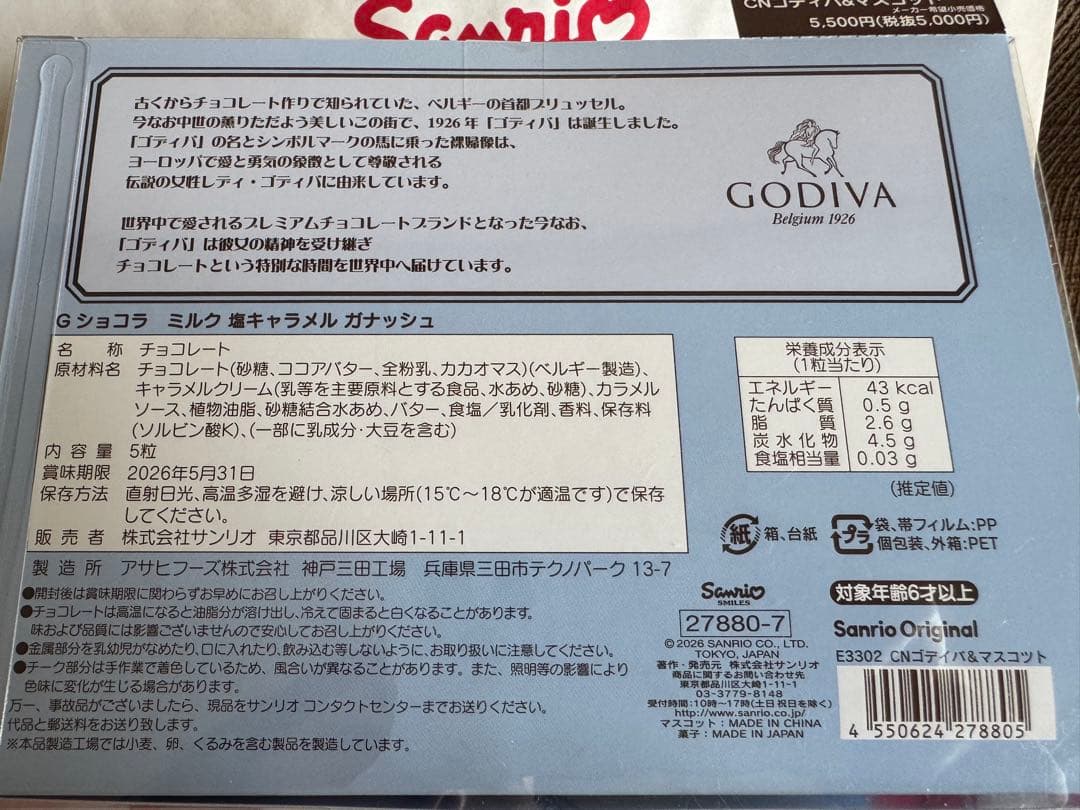 Sanrio
CNゴディバ&マスコット
メーカー希望小売価格
5,500円(税抜5,000円)
古くからチョコレート作りで知られていた、ベルギーの首都ブリュッセル。
今なお中世の薫りただよう美しいこの街で、1926年「ゴディバ」は誕生しました。
「ゴディバ」の名とシンボルマークの馬に乗った裸婦像は、
ヨーロッパで愛と勇気の象徴として尊敬される
伝説の女性レディ・ゴディバに由来しています。
世界中で愛されるプレミアムチョコレートブランドとなった今なお、
「ゴディバ」は彼女の精神を受け継ぎ
チョコレートという特別な時間を世界中へ届けています。
GODIVA
Belgium 1926
G ショコラ ミルク 塩キャラメル ガナッシュ
名 称 チョコレート
原材料名 チョコレート(砂糖、ココアバター、全粉乳、カカオマス)(ベルギー製造)、
キャラメルクリーム(乳等を主要原料とする食品、水あめ、砂糖)、カラメル
ソース、植物油脂、砂糖結合水あめ、バター、食塩/乳化剤、香料、保存料
(ソルビン酸K)、(一部に乳成分・大豆を含む)
内 容 量 5粒
賞味期限 2026年5月31日
保存方法 直射日光、高温多湿を避け、涼しい場所(15℃〜18℃が適温です)で保存
してください。
販 売 者 株式会社サンリオ 東京都品川区大崎1-11-1
製 造 所 アサヒフーズ株式会社 神戸三田工場 兵庫県三田市テクノパーク 13-7
栄養成分表示
(1粒当たり)
エネルギー 43 kcal
たんぱく質 0.5 g
脂 質 2.6 g
炭水化物 4.5 g
食塩相当量 0.03 g
(推定値)
紙 箱、台紙
プラ 袋、帯フィルム:PP
個包装、外箱:PET
●開封後は賞味期限に関わらずお早めにお召し上がりください。
●チョコレートは高温になると油脂分が溶け出し、冷えて固まると白くなることがあります。
味および品質には影響ございませんので安心してお召し上がりください。
●金属部分を乳幼児がなめたり、口に入れたり、飲み込む等しないように、お取り扱いに注意してください。
●チーク部分は手作業で着色しているため、風合いが異なることがあります。また、照明等の影響により
色味に変化が生じる場合があります。
万一、事故品がございましたら、現品をサンリオ コンタクトセンターまでお送りください。
代品と郵送料をお送り致します。
※本品製造工場では小麦、卵、くるみを含む製品を製造しています。
Sanrio
SMILES
27880-7
© 2026 SANRIO CO., LTD.
TOKYO, JAPAN
著作・発売元 株式会社サンリオ
商品に関するお問い合わせ先
東京都品川区大崎1-11-1
03-3779-8148
受付時間:10時〜17時(土日祝日を除く)
http://www.sanrio.co.jp/
マスコット:MADE IN CHINA
菓子:MADE IN JAPAN
対象年齢6才以上
Sanrio Original
E3302 CNゴディバ&マスコット
4 550624 278805